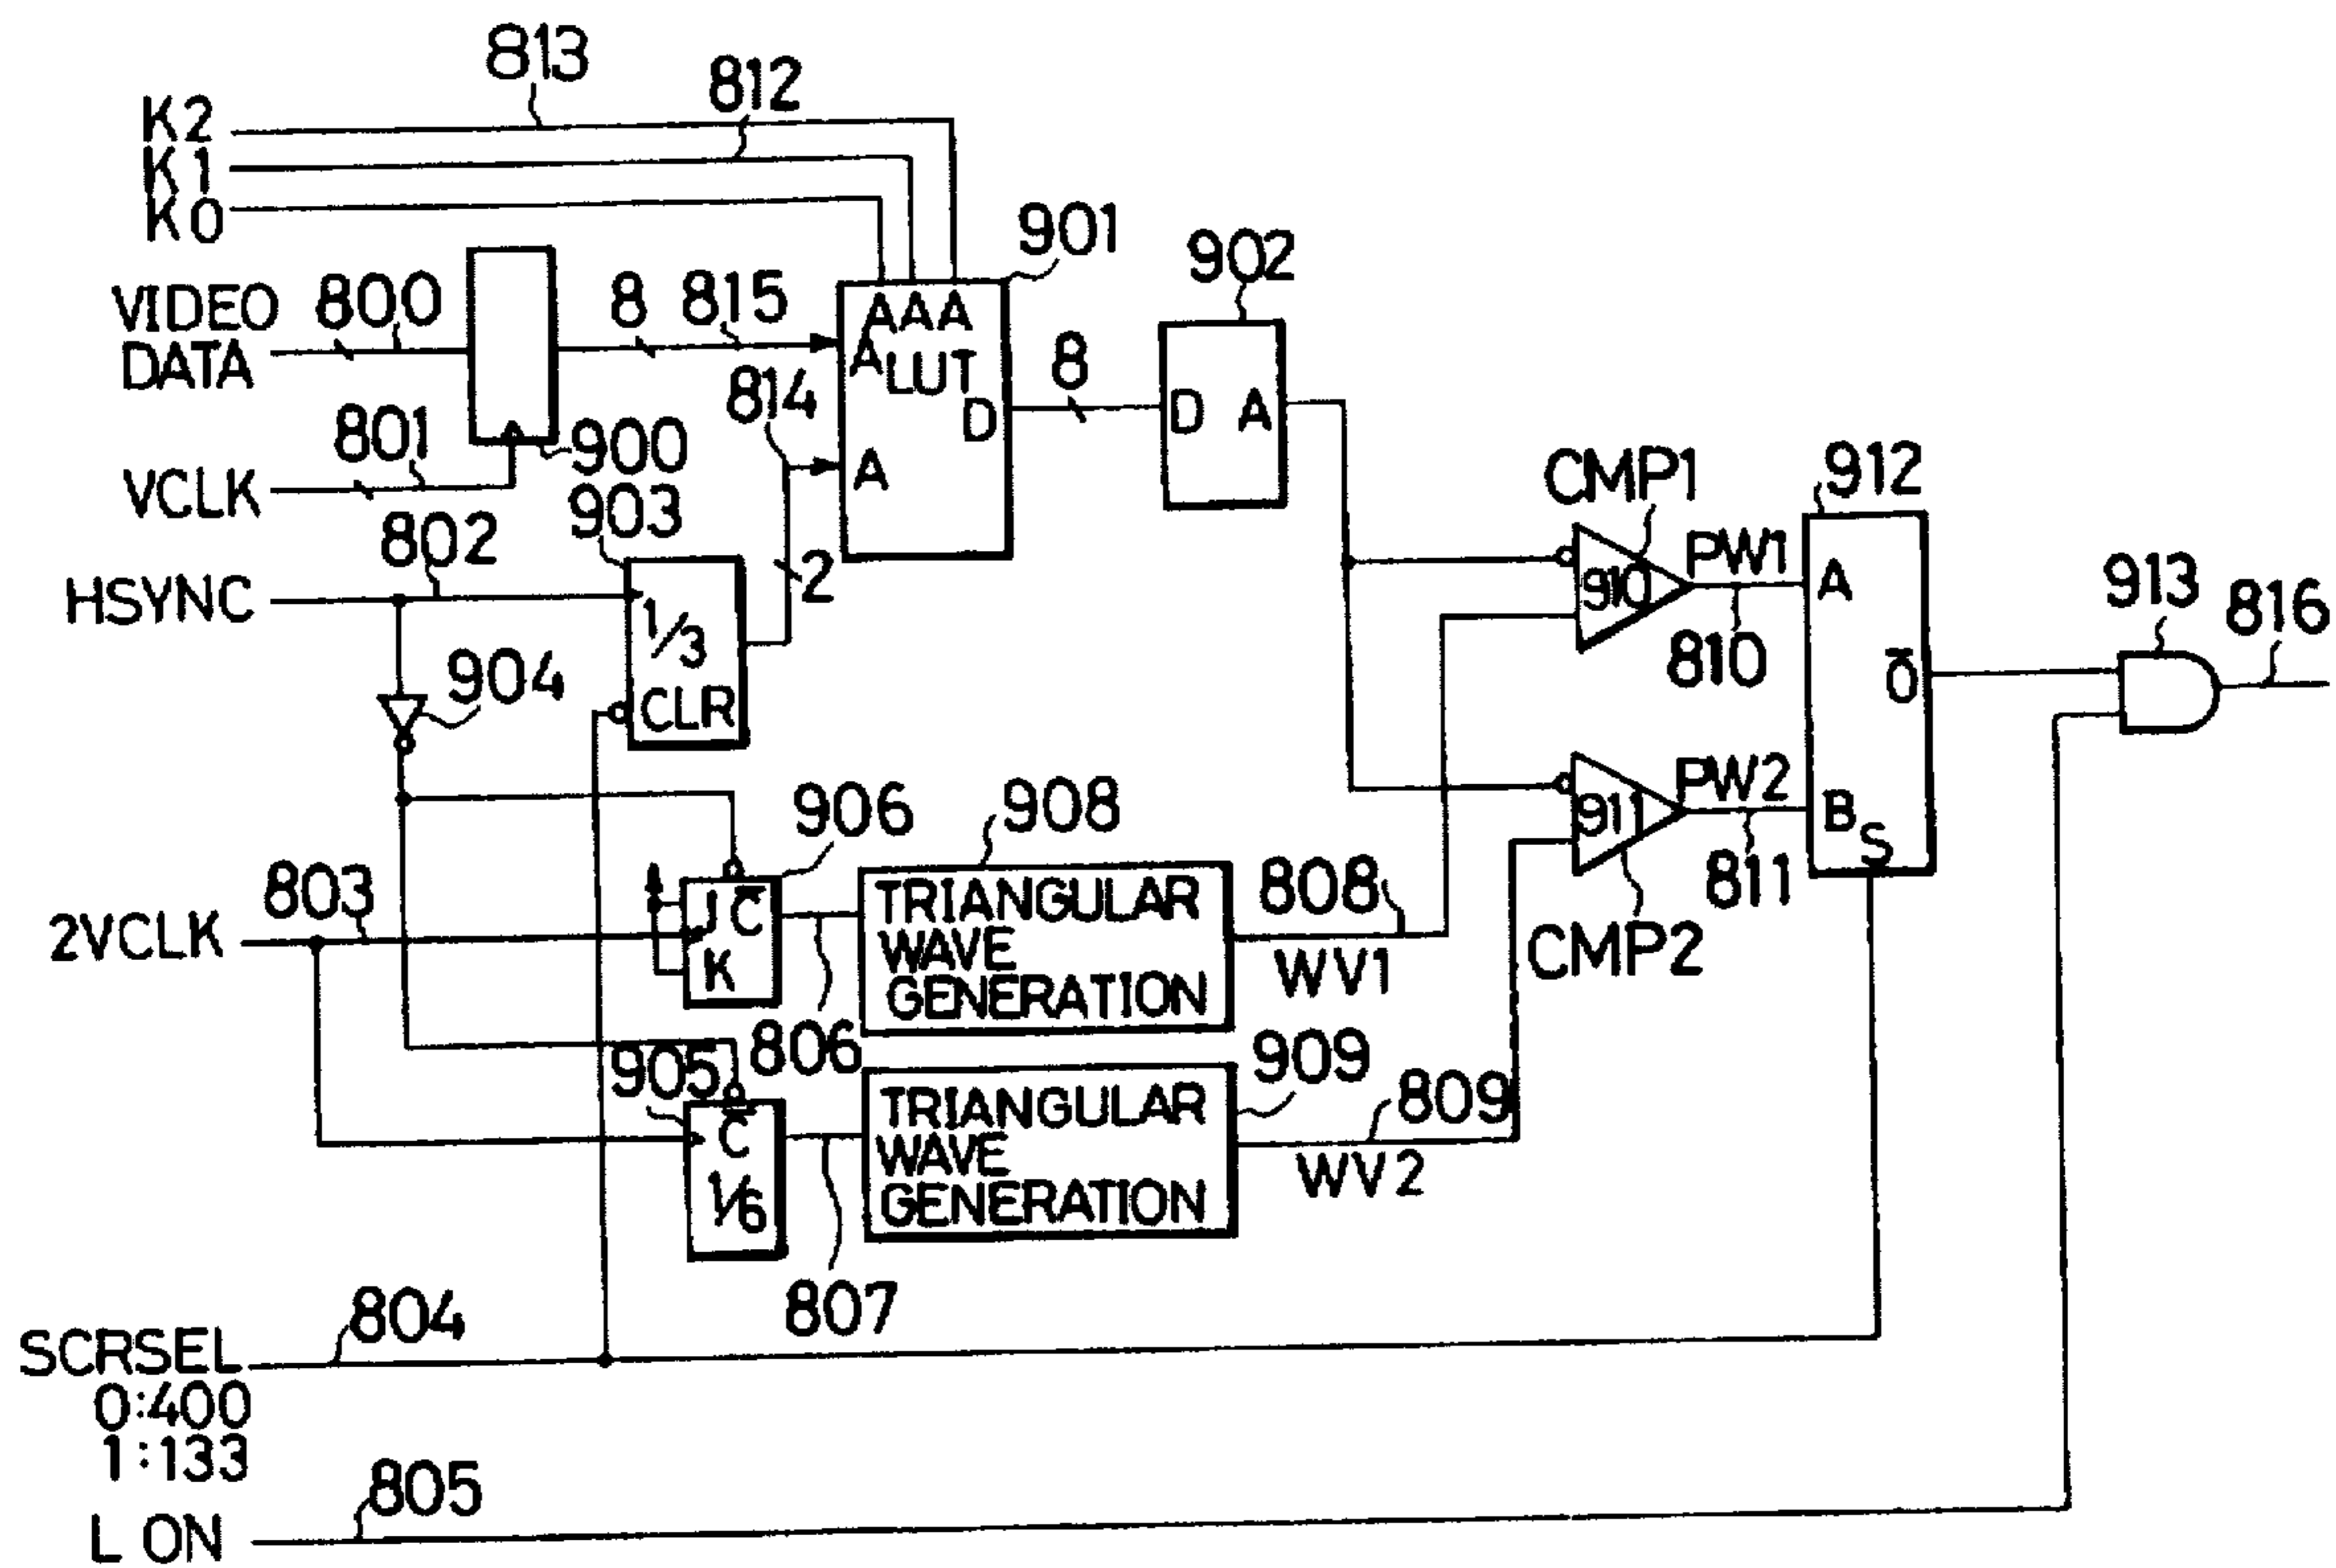 813
812
K2
K1
K0
901
902
VIDEO
DATA
800
8
815
AAA
A
LUT
D
8
D A
814
801
VCLK
900
903
A
CMP1
912
802
HSYNC
1/3
CLR
2
910
PW1
A
810
913
816
904
Ō
906
908
911
PW2
B
S
811
803
2VCLK
J
C̅
K
TRIANGULAR
WAVE
GENERATION
808
WV1
CMP2
806
905
C̅
1/6
TRIANGULAR
WAVE
GENERATION
909
809
WV2
807
804
SCRSEL
0:400
1:133
805
L ON